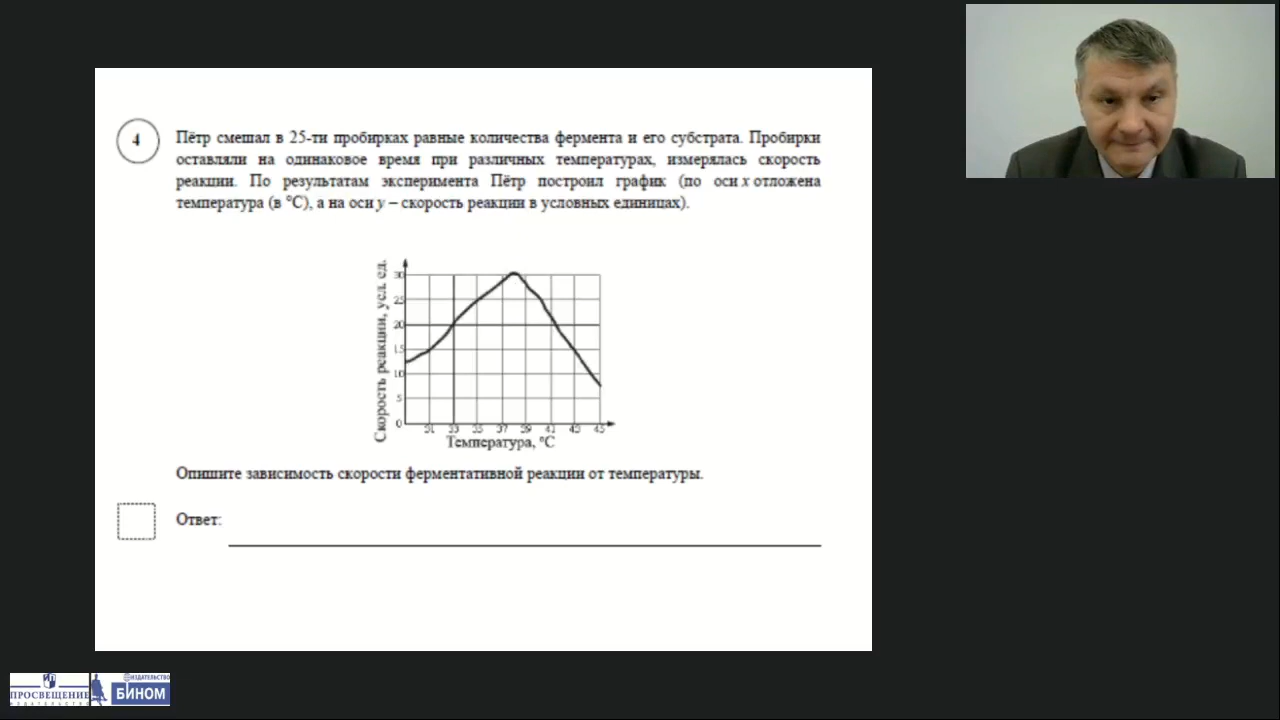 4
Пётр смешал в 25-ти пробирках равные количества фермента и его субстрата. Пробирки
оставляли на одинаковое время при различных температурах, измерялась скорость
реакции. По результатам эксперимента Пётр построил график (по оси x отложена
температура (в °C), а на оси y – скорость реакции в условных единицах).
Скорость реакции, усл. ед.
30
25
20
15
10
5
0
31 33 35 37 39 41 43 45
Температура, °C
Опишите зависимость скорости ферментативной реакции от температуры.
Ответ:
ПРОСВЕЩЕНИЕ
ИЗДАТЕЛЬСТВО
ИЗДАТЕЛЬСТВО
БИНОМ